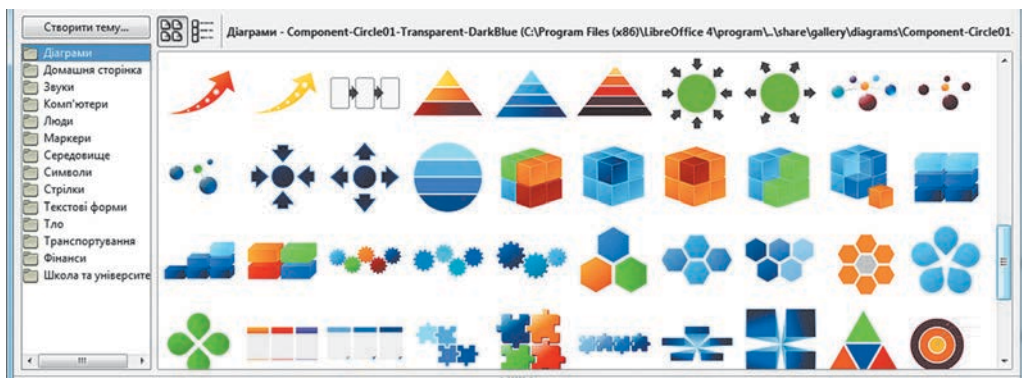 Створити тему...
Діаграми - Component-Circle01-Transparent-DarkBlue (C:\Program Files (x86)\LibreOffice 4\program\..\share\gallery\diagrams\Component-Circle01-
Діаграми
Домашня сторінка
Звуки
Комп'ютери
Люди
Маркери
Середовище
Символи
Стрілки
Текстові форми
Тло
Транспортування
Фінанси
Школа та університе